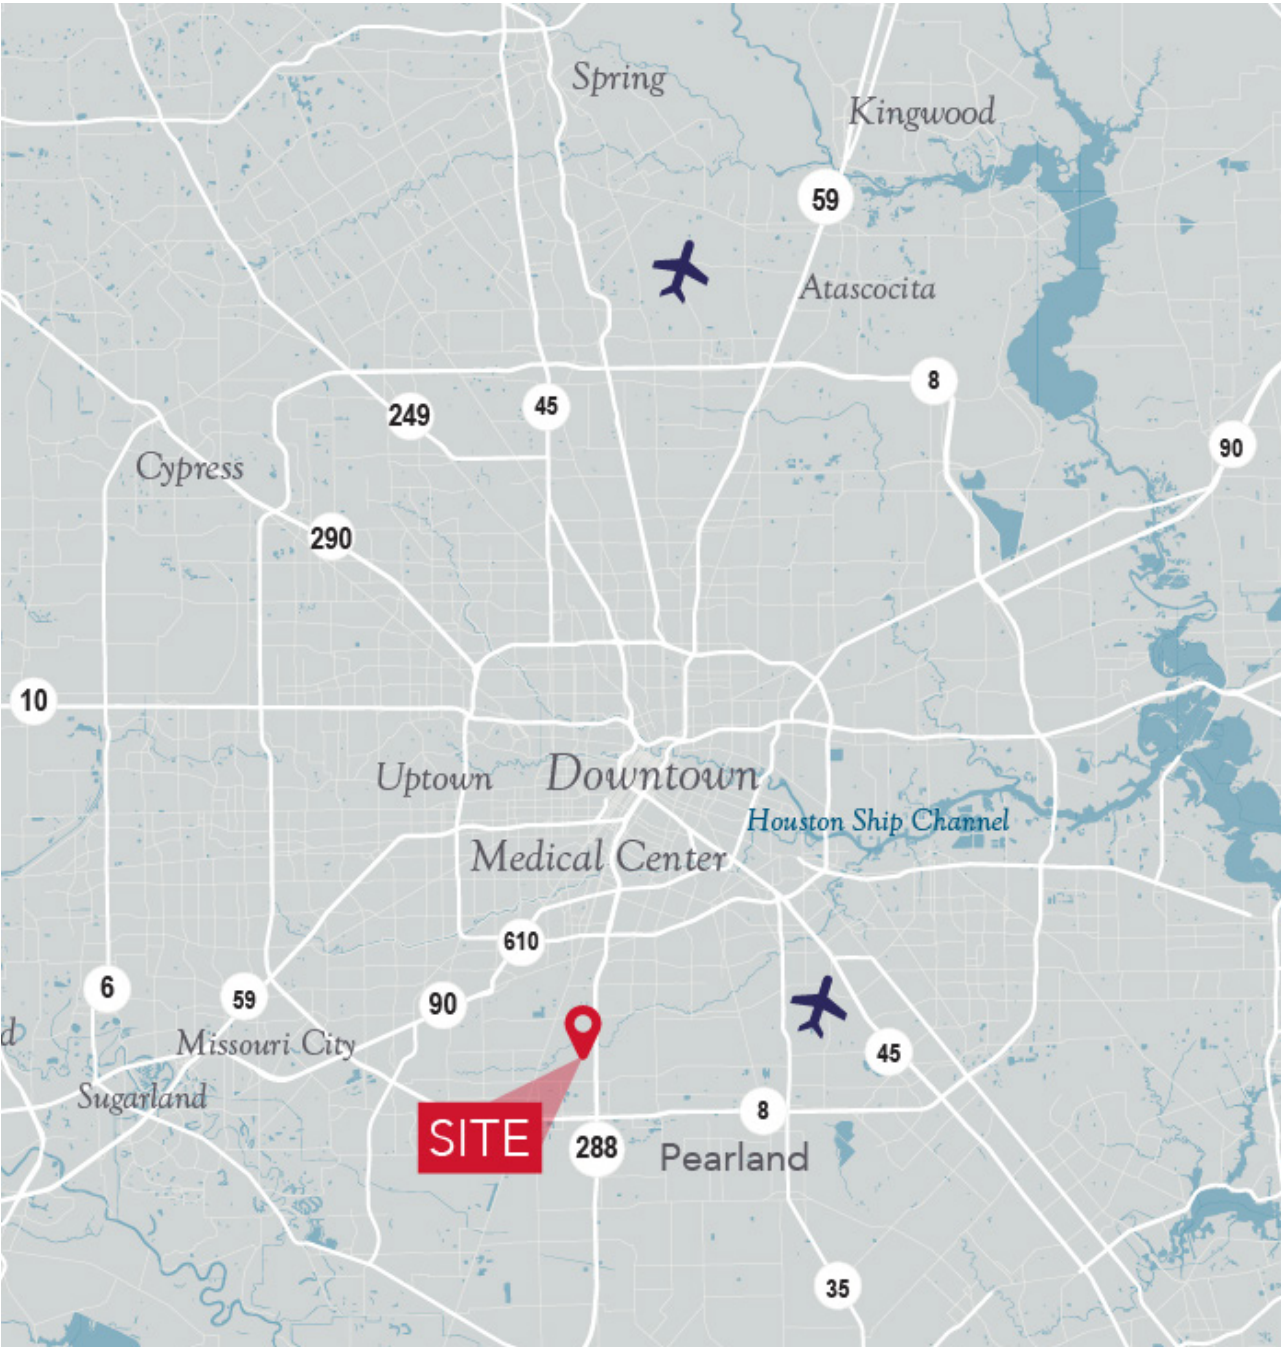 Spring
Kingwood
59
Atascocita
8
249
45
90
Cypress
290
10
Uptown
Downtown
Houston Ship Channel
Medical Center
610
6
59
90
d
Missouri City
45
Sugarland
8
SITE
288
Pearland
35